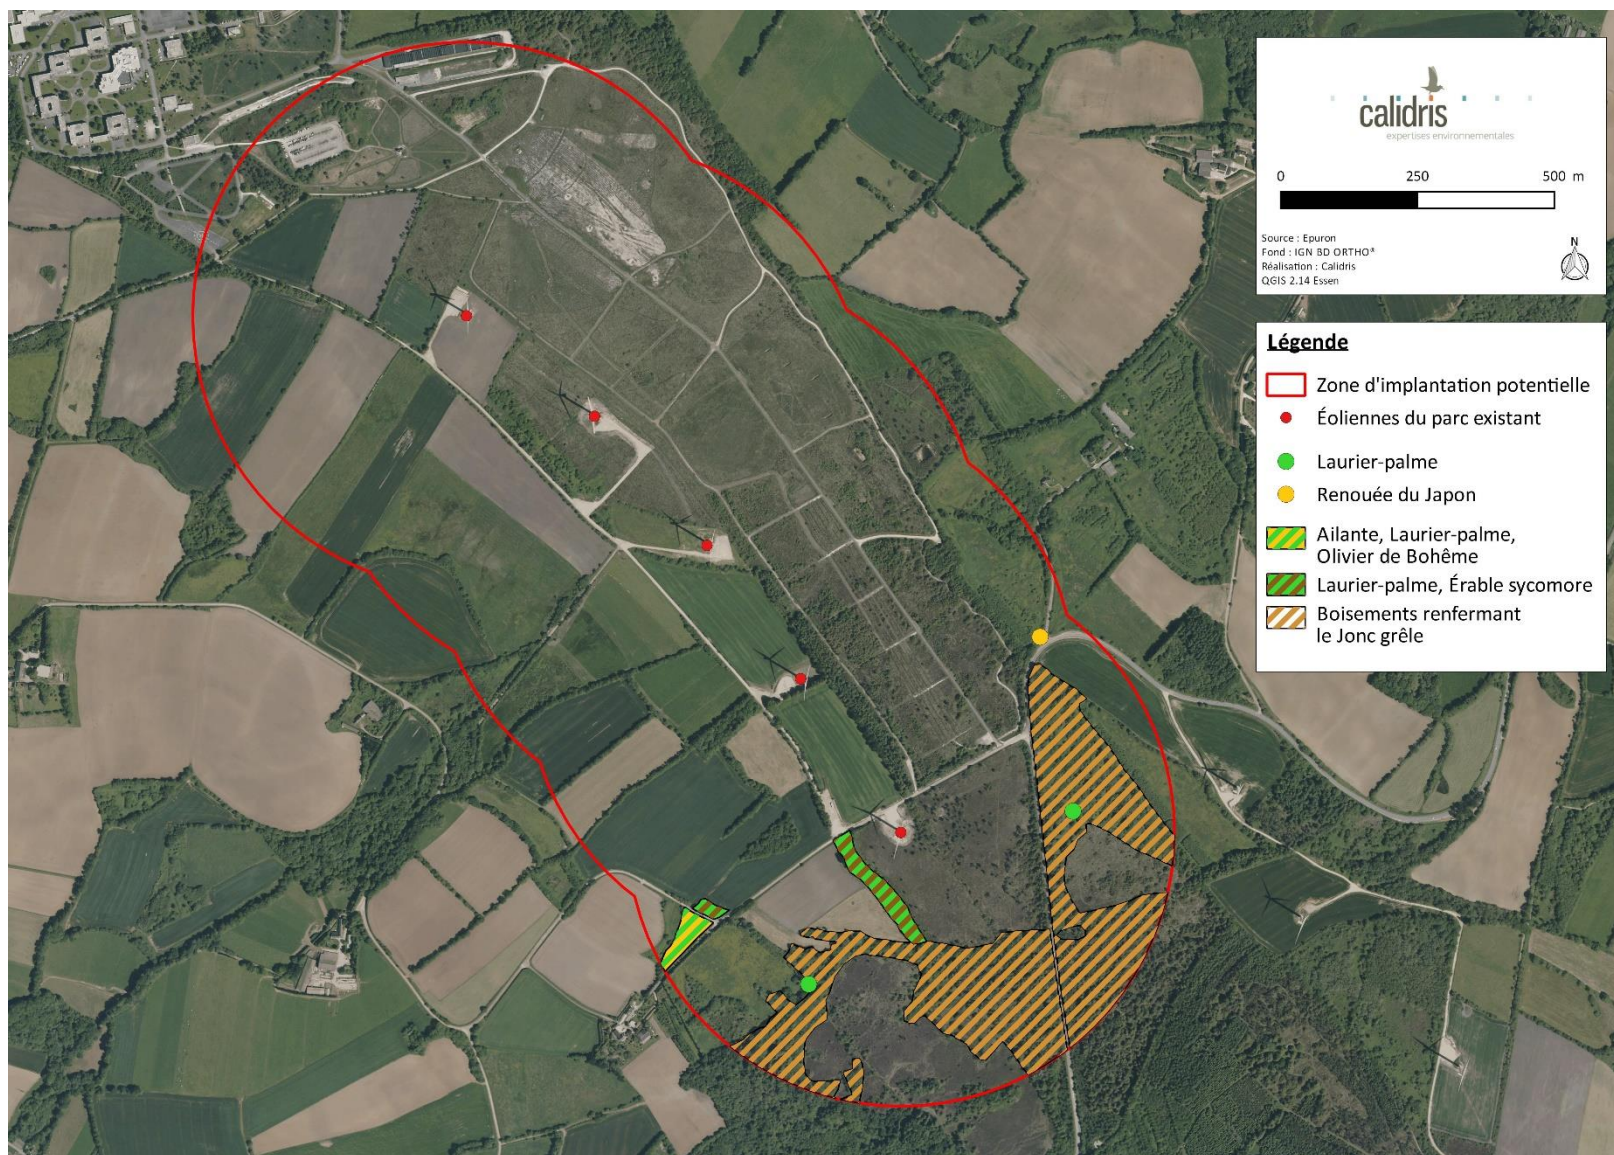 calidris
expertises environnementales
0 250 500 m
Source : Epuron
Fond : IGN BD ORTHO®
Réalisation : Calidris
QGIS 2.14 Essen
N
Légende
Zone d'implantation potentielle
Éoliennes du parc existant
Laurier-palme
Renouée du Japon
Ailante, Laurier-palme,
Olivier de Bohême
Laurier-palme, Érable sycomore
Boisements renfermant
le Jonc grêle